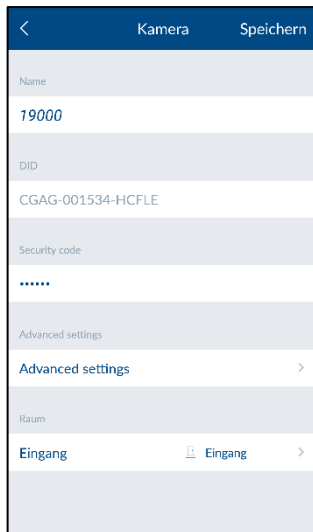 Kamera Speichern
Name
19000
DID
CGAG-001534-HCFLE
Security code
••••••
Advanced settings
Advanced settings
Raum
Eingang Eingang